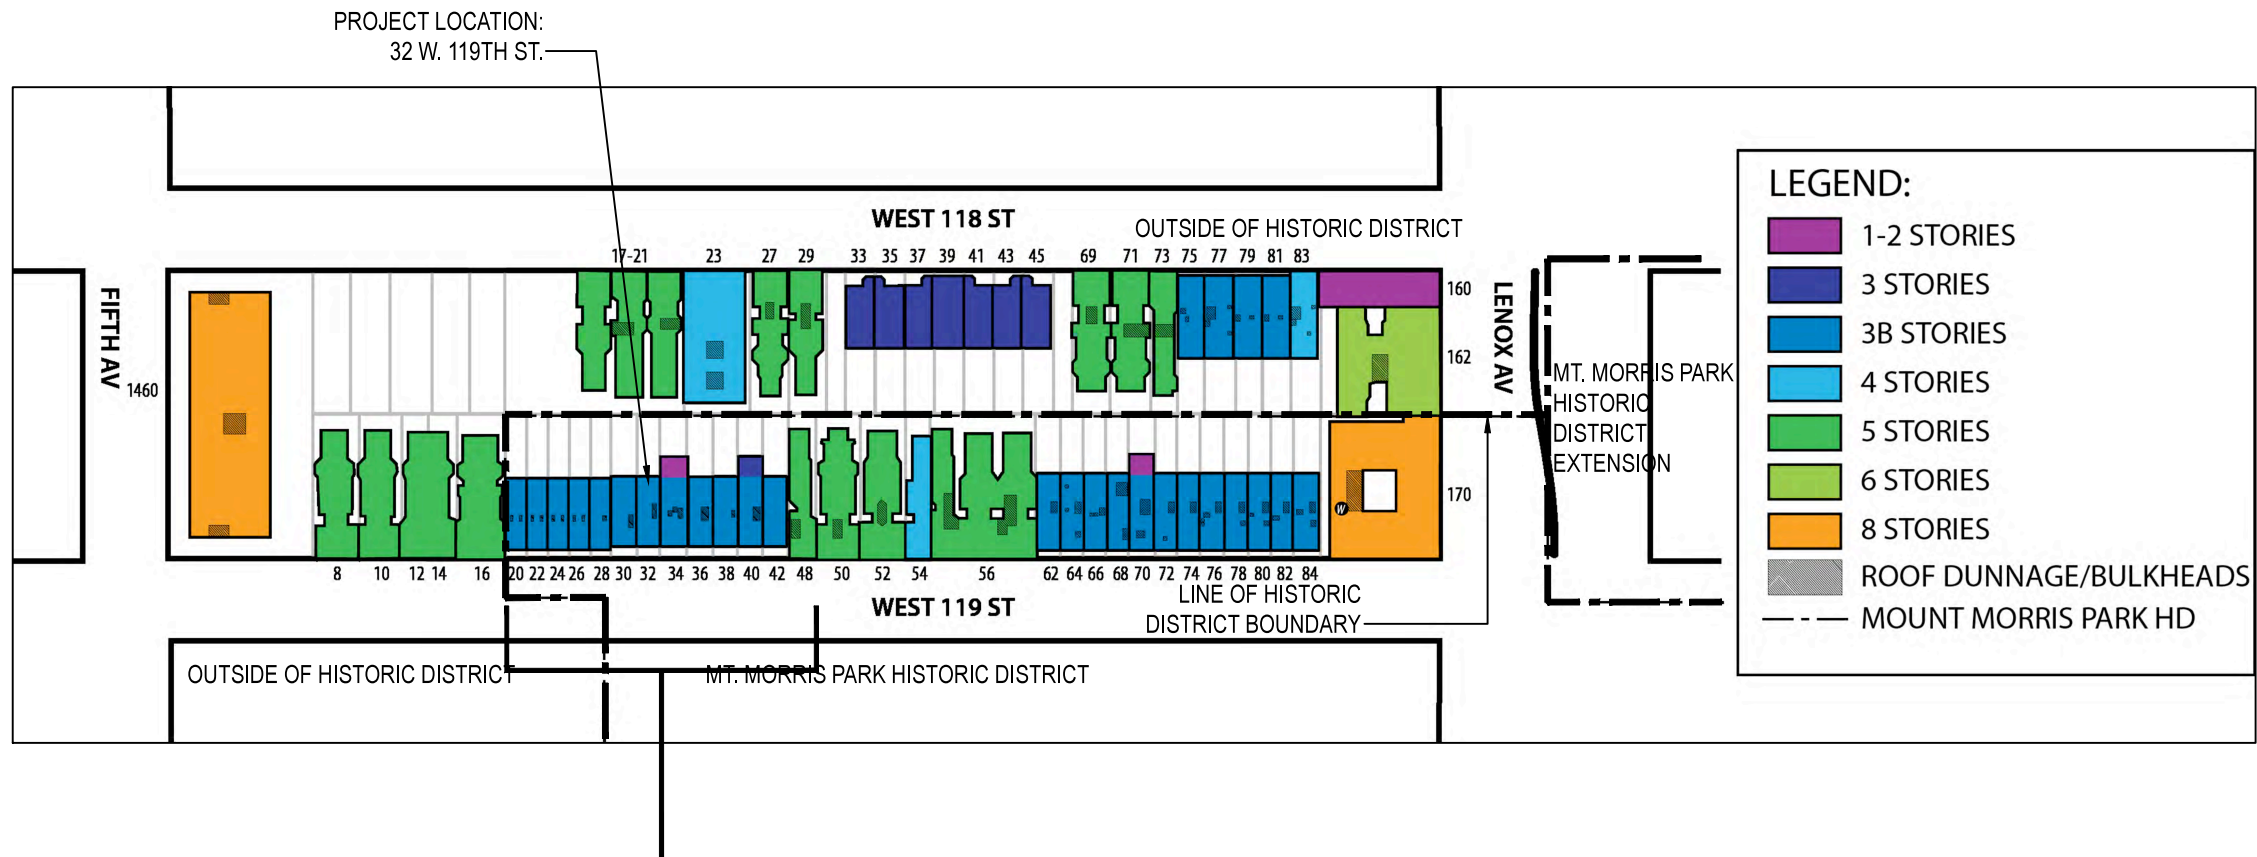 PROJECT LOCATION:
32 W. 119TH ST.
WEST 118 ST
OUTSIDE OF HISTORIC DISTRICT
17-21 23 27 29 33 35 37 39 41 43 45 69 71 73 75 77 79 81 83
FIFTH AV
1460
160
162
170
LENOX AV
W
MT. MORRIS PARK
HISTORIC
DISTRICT
EXTENSION
8 10 12 14 16 20 22 24 26 28 30 32 34 36 38 40 42 48 50 52 54 56 62 64 66 68 70 72 74 76 78 80 82 84
WEST 119 ST
LINE OF HISTORIC
DISTRICT BOUNDARY
OUTSIDE OF HISTORIC DISTRICT
MT. MORRIS PARK HISTORIC DISTRICT
LEGEND:
1-2 STORIES
3 STORIES
3B STORIES
4 STORIES
5 STORIES
6 STORIES
8 STORIES
ROOF DUNNAGE/BULKHEADS
MOUNT MORRIS PARK HD